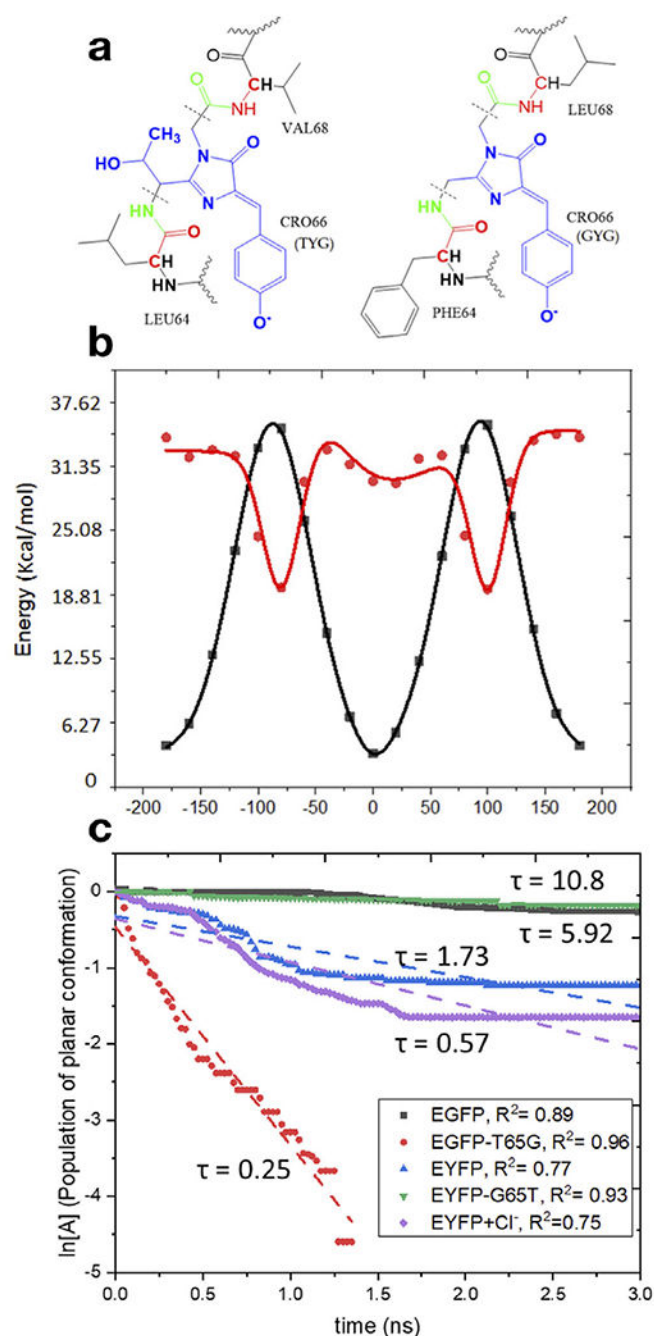 a
O
C
H
O
NH
VAL68
CH₃
HO
N
O
N
HN
O
C
H
HN
LEU64
CRO66
(TYG)
O⁻
O
C
H
O
NH
LEU68
N
O
N
HN
O
C
H
HN
PHE64
CRO66
(GYG)
O⁻
b
Energy (Kcal/mol)
37.62
31.35
25.08
18.81
12.55
6.27
0
-200 -150 -100 -50 0 50 100 150 200
c
ln[A] (Population of planar conformation)
0
-1
-2
-3
-4
-5
τ = 10.8
τ = 5.92
τ = 1.73
τ = 0.57
τ = 0.25
EGFP, R²= 0.89
EGFP-T65G, R²= 0.96
EYFP, R²= 0.77
EYFP-G65T, R²= 0.93
EYFP+Cl⁻, R²=0.75
0.0 0.5 1.0 1.5 2.0 2.5 3.0
time (ns)